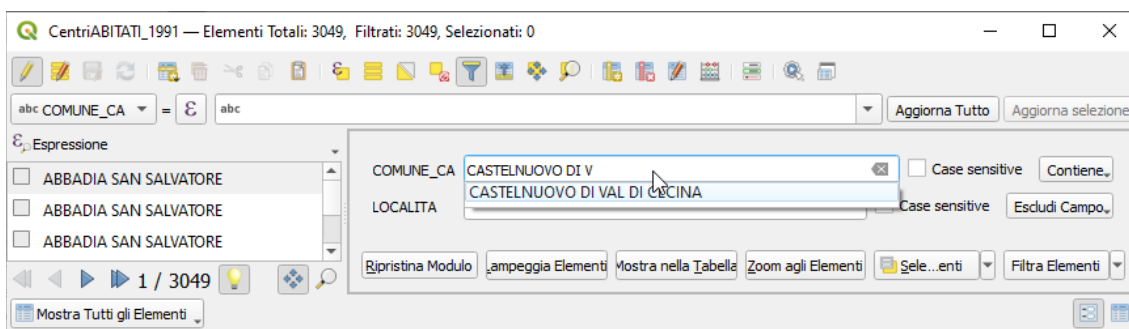 CentriABITATI_1991 — Elementi Totali: 3049, Filtrati: 3049, Selezionati: 0
abc COMUNE_CA = ε abc Aggiorna Tutto Aggiorna selezione
Espressione
ABBADIA SAN SALVATORE
ABBADIA SAN SALVATORE
ABBADIA SAN SALVATORE
1 / 3049
Mostra Tutti gli Elementi
COMUNE_CA CASTELNUOVO DI V Case sensitive Contiene
CASTELNUOVO DI VAL DI CECINA
LOCALITA Case sensitive Escludi Campo
Ripristina Modulo ampeggia Elementi Mostra nella Tabella Zoom agli Elementi Sele...enti Filtra Elementi